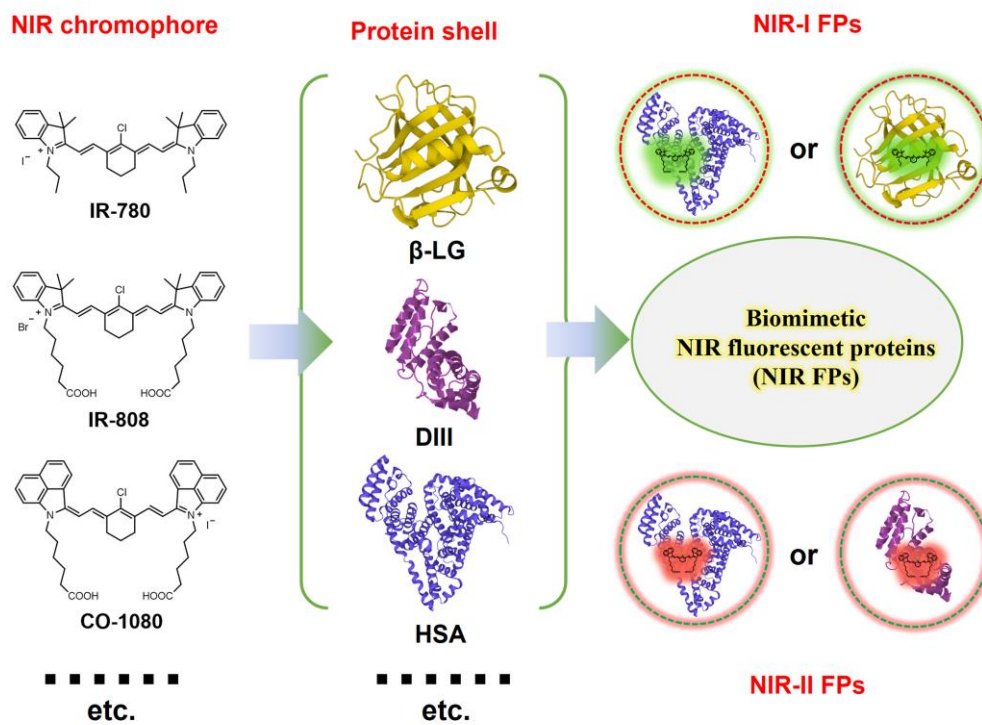 NIR chromophore
Cl
N
+
I−
N
IR-780
Cl
N
+
Br−
N
COOH
HOOC
IR-808
Cl
N
N
+
I−
COOH
HOOC
CO-1080
etc.
Protein shell
β-LG
DIII
HSA
etc.
NIR-I FPs
or
Biomimetic
NIR fluorescent proteins
(NIR FPs)
or
NIR-II FPs